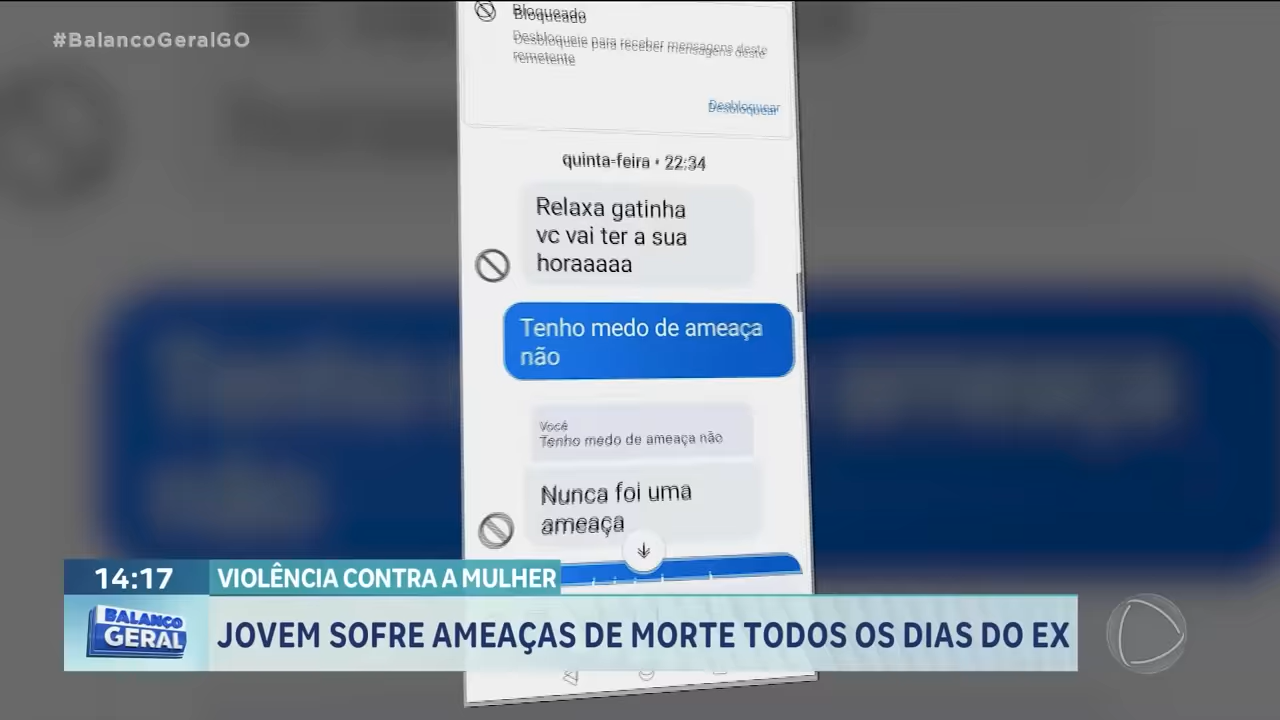 #BalancoGeralGO
Bloqueado
Desbloqueie para receber mensagens deste
remetente
Desbloquear
quinta-feira • 22:34
Relaxa gatinha
vc vai ter a sua
horaaaaa
Tenho medo de ameaça
não
Você
Tenho medo de ameaça não
Nunca foi uma
ameaça
14:17
VIOLÊNCIA CONTRA A MULHER
BALANÇO
GERAL
JOVEM SOFRE AMEAÇAS DE MORTE TODOS OS DIAS DO EX